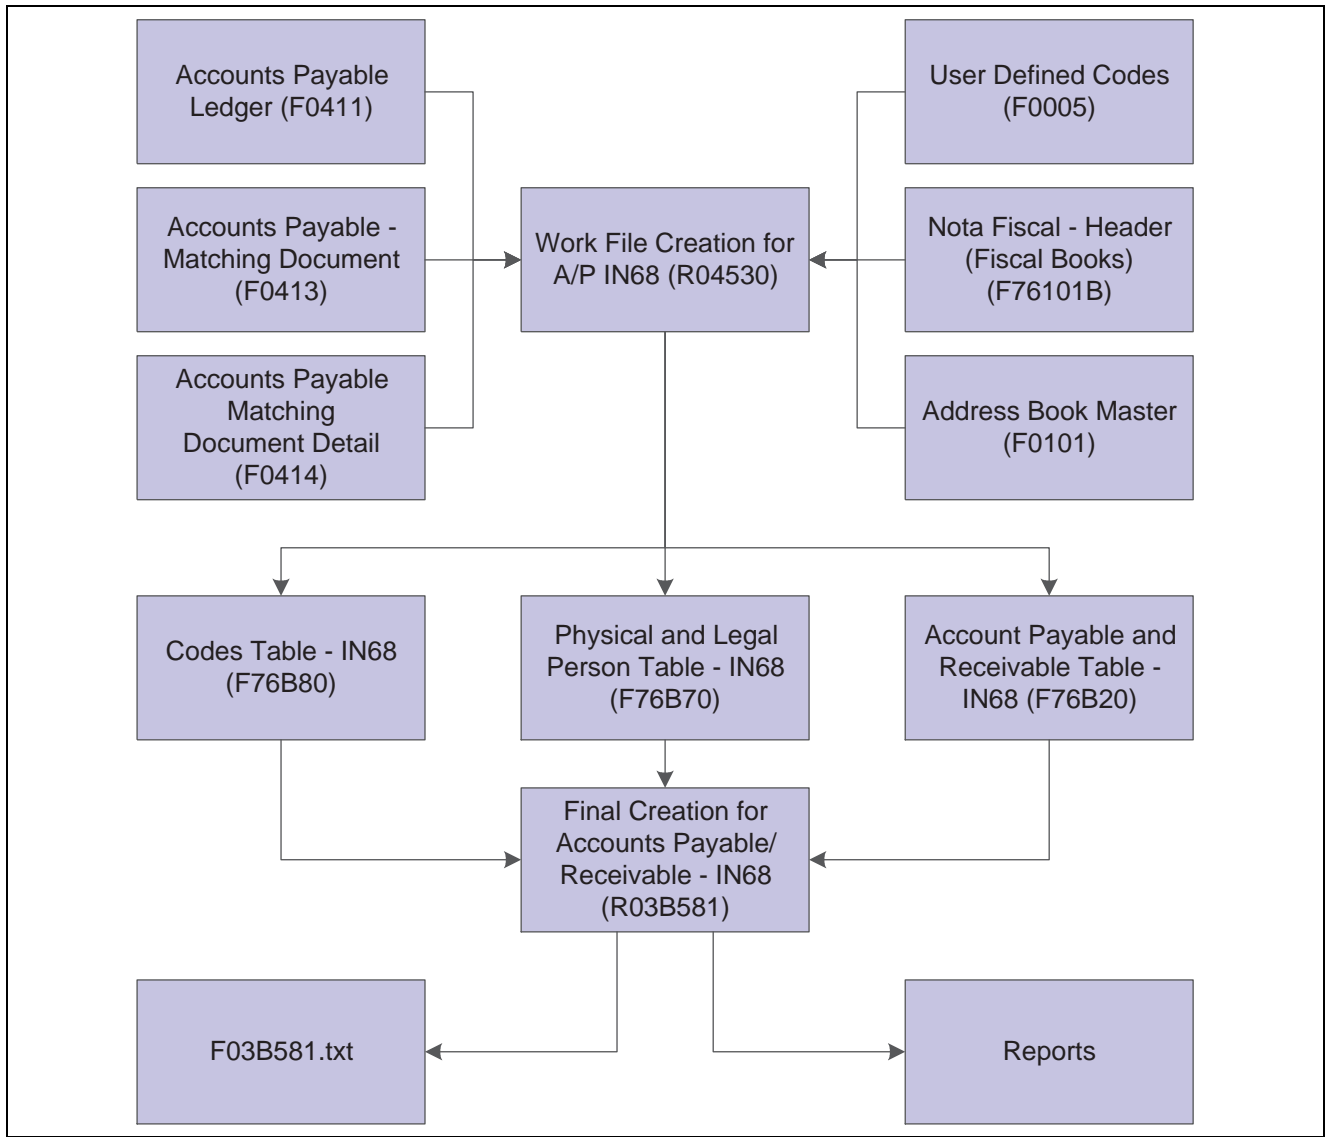 Accounts Payable
Ledger (F0411)
User Defined Codes
(F0005)
Accounts Payable -
Matching Document
(F0413)
Work File Creation for
A/P IN68 (R04530)
Nota Fiscal - Header
(Fiscal Books)
(F76101B)
Accounts Payable
Matching
Document Detail
(F0414)
Address Book Master
(F0101)
Codes Table - IN68
(F76B80)
Physical and Legal
Person Table - IN68
(F76B70)
Account Payable and
Receivable Table -
IN68 (F76B20)
Final Creation for
Accounts Payable/
Receivable - IN68
(R03B581)
F03B581.txt
Reports